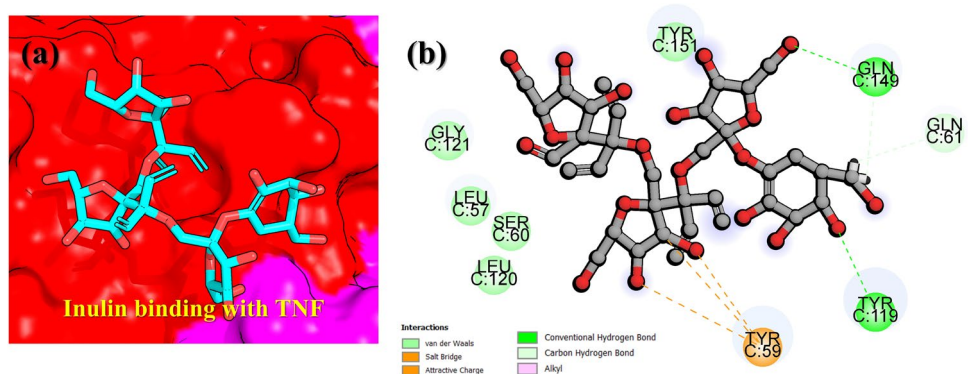 (a)
Inulin binding with TNF
(b)
TYR
C:151
GLN
C:149
GLN
C:61
GLY
C:121
LEU
C:57
SER
C:60
LEU
C:120
TYR
C:119
TYR
C:59
Interactions
van der Waals
Salt Bridge
Attractive Charge
Conventional Hydrogen Bond
Carbon Hydrogen Bond
Alkyl